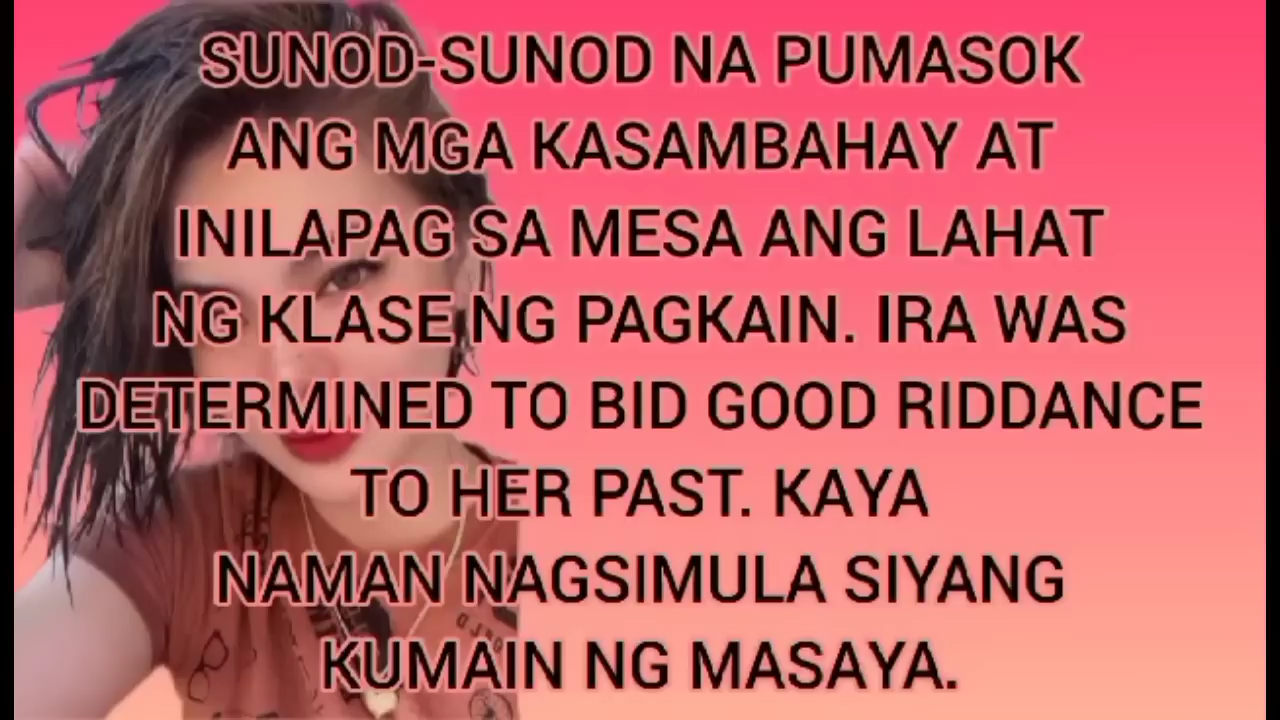 SUNOD-SUNOD NA PUMASOK
ANG MGA KASAMBAHAY AT
INILAPAG SA MESA ANG LAHAT
NG KLASE NG PAGKAIN. IRA WAS
DETERMINED TO BID GOOD RIDDANCE
TO HER PAST. KAYA
NAMAN NAGSIMULA SIYANG
KUMAIN NG MASAYA.